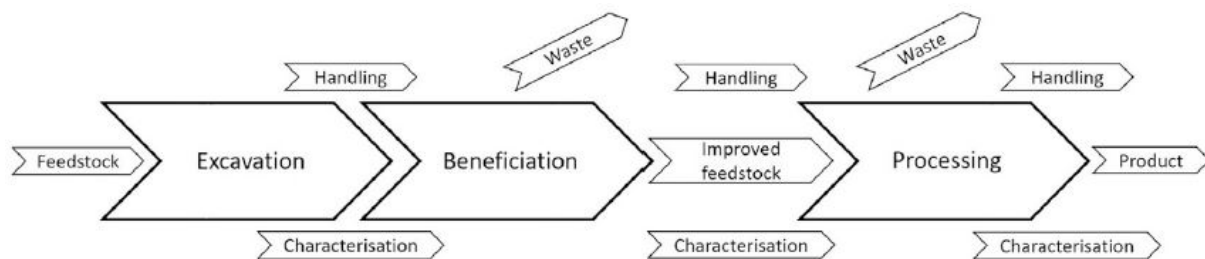 Waste
Waste
Handling
Handling
Handling
Feedstock
Excavation
Beneficiation
Improved
feedstock
Processing
Product
Characterisation
Characterisation
Characterisation